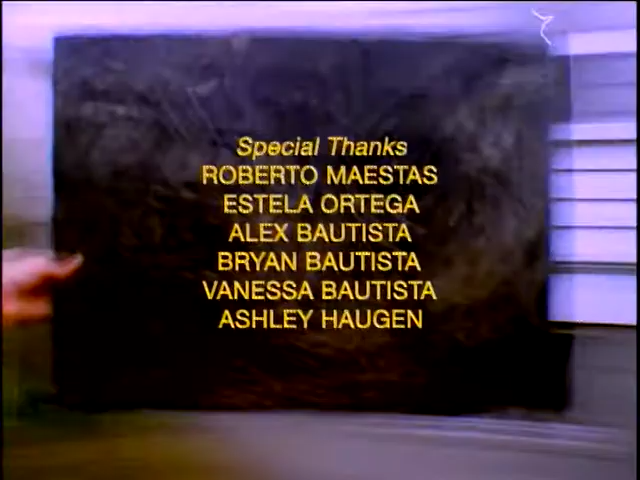 Special Thanks
ROBERTO MAESTAS
ESTELA ORTEGA
ALEX BAUTISTA
BRYAN BAUTISTA
VANESSA BAUTISTA
ASHLEY HAUGEN